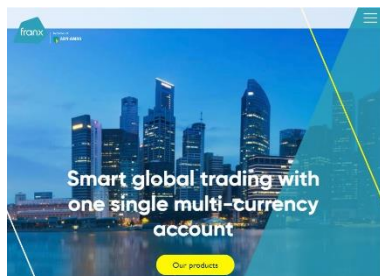 franx
Smart global trading with
one single multi-currency
account
Our products